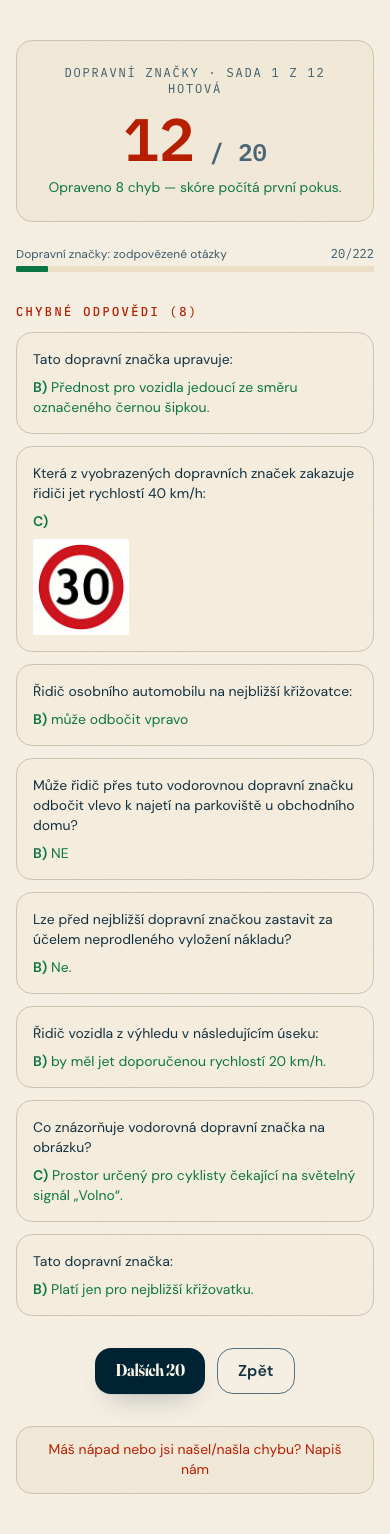 DOPRAVNÍ ZNAČKY · SADA 1 Z 12
HOTOVÁ
12 / 20
Opraveno 8 chyb — skóre počítá první pokus.
Dopravní značky: zodpovězené otázky 20/222
CHYBNÉ ODPOVĚDI (8)
Tato dopravní značka upravuje:
B) Přednost pro vozidla jedoucí ze směru
označeného černou šipkou.
Která z vyobrazených dopravních značek zakazuje
řidiči jet rychlostí 40 km/h:
C)
30
Řidič osobního automobilu na nejbližší křižovatce:
B) může odbočit vpravo
Může řidič přes tuto vodorovnou dopravní značku
odbočit vlevo k najetí na parkoviště u obchodního
domu?
B) NE
Lze před nejbližší dopravní značkou zastavit za
účelem neprodleného vyložení nákladu?
B) Ne.
Řidič vozidla z výhledu v následujícím úseku:
B) by měl jet doporučenou rychlostí 20 km/h.
Co znázorňuje vodorovná dopravní značka na
obrázku?
C) Prostor určený pro cyklisty čekající na světelný
signál „Volno“.
Tato dopravní značka:
B) Platí jen pro nejbližší křižovatku.
Dalších 20
Zpět
Máš nápad nebo jsi našel/našla chybu? Napiš
nám